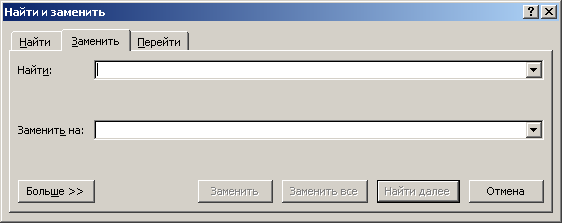 Найти и заменить
Найти Заменить Перейти
Найти:
Заменить на:
Больше >> Заменить Заменить все Найти далее Отмена